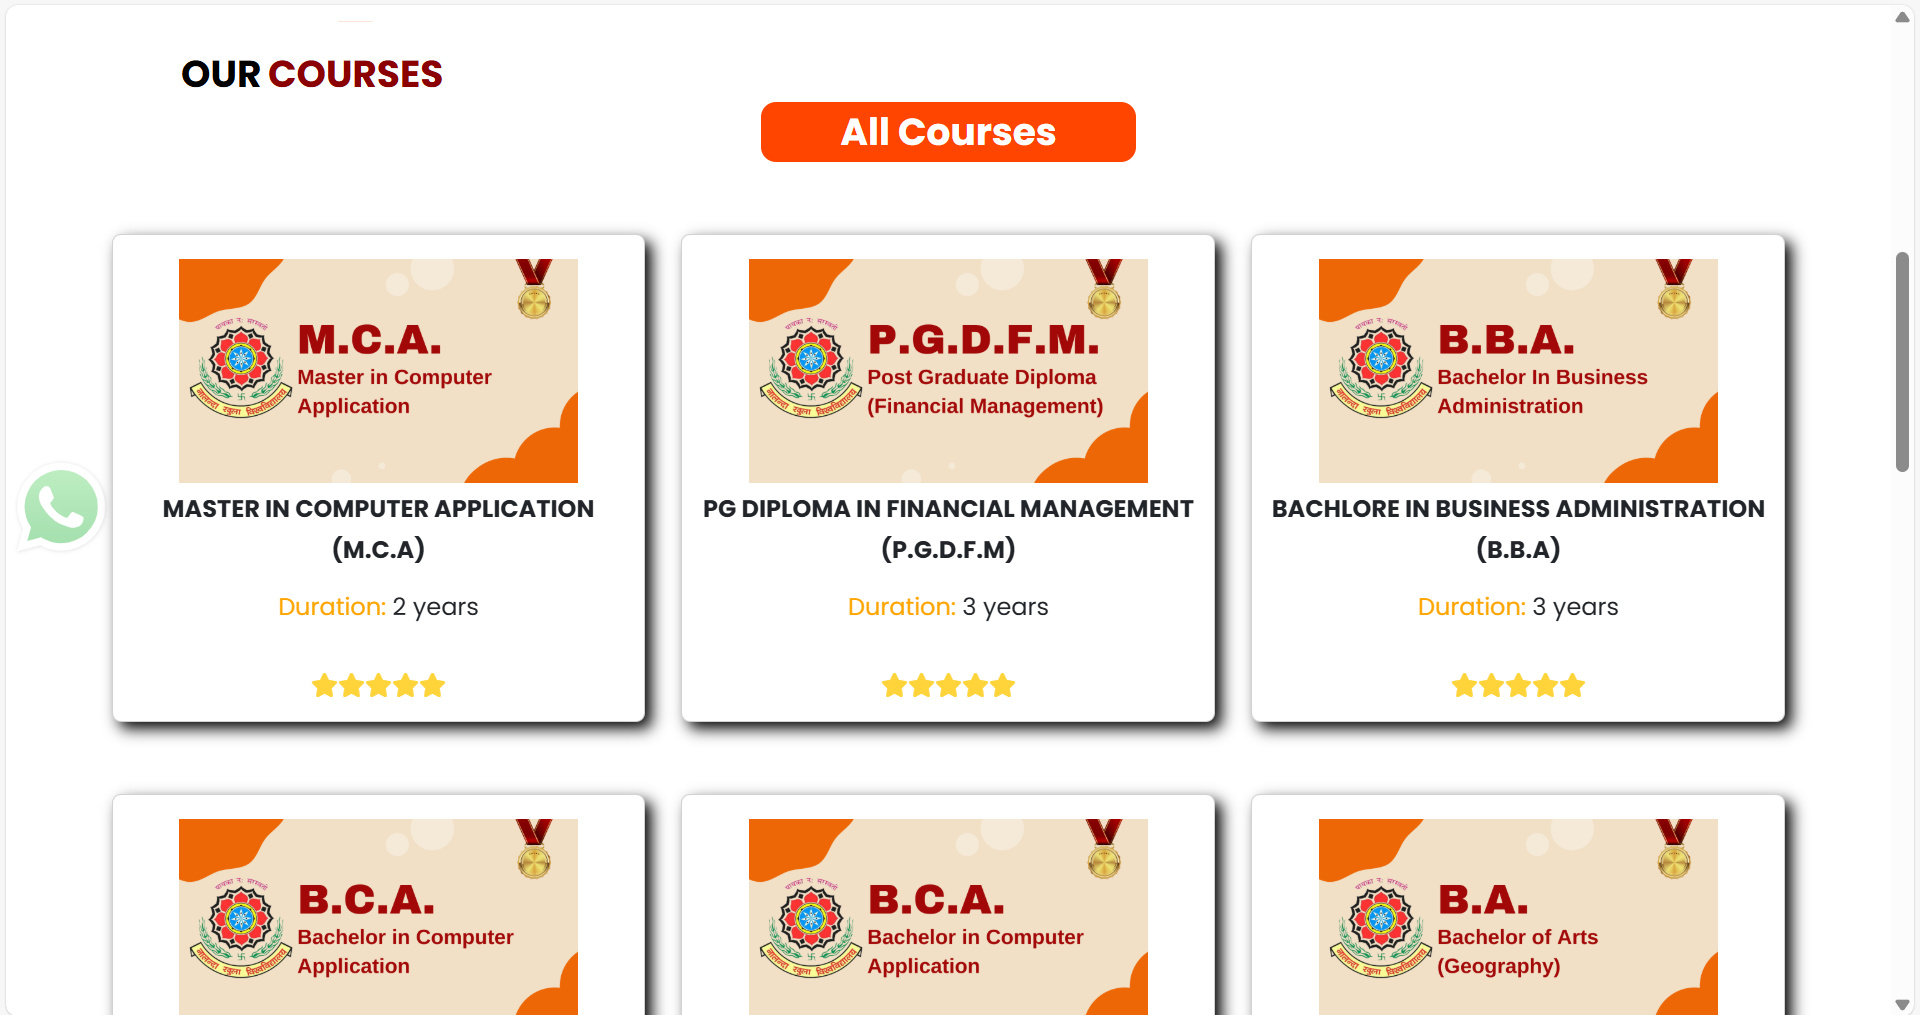 OUR COURSES
All Courses
M.C.A.
Master in Computer
Application
MASTER IN COMPUTER APPLICATION
(M.C.A)
Duration: 2 years
P.G.D.F.M.
Post Graduate Diploma
(Financial Management)
PG DIPLOMA IN FINANCIAL MANAGEMENT
(P.G.D.F.M)
Duration: 3 years
B.B.A.
Bachelor In Business
Administration
BACHLORE IN BUSINESS ADMINISTRATION
(B.B.A)
Duration: 3 years
B.C.A.
Bachelor in Computer
Application
B.C.A.
Bachelor in Computer
Application
B.A.
Bachelor of Arts
(Geography)